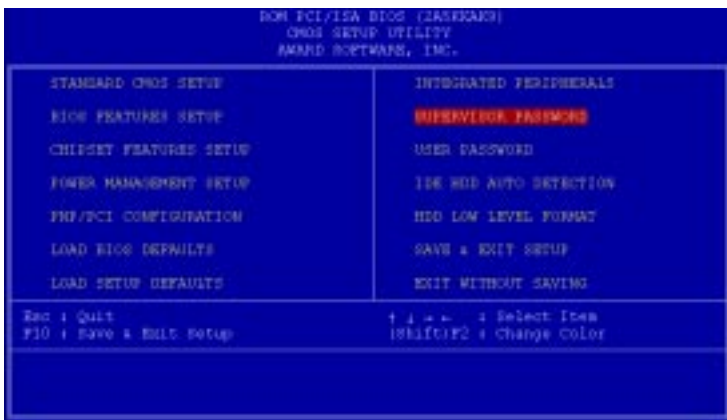 ROM PCI/ISA BIOS (2A5KKAK9)
CMOS SETUP UTILITY
AWARD SOFTWARE, INC.
STANDARD CMOS SETUP
BIOS FEATURES SETUP
CHIPSET FEATURES SETUP
POWER MANAGEMENT SETUP
PNP/PCI CONFIGURATION
LOAD BIOS DEFAULTS
LOAD SETUP DEFAULTS
INTEGRATED PERIPHERALS
SUPERVISOR PASSWORD
USER PASSWORD
IDE HDD AUTO DETECTION
HDD LOW LEVEL FORMAT
SAVE & EXIT SETUP
EXIT WITHOUT SAVING
Esc : Quit
F10 : Save & Exit Setup
↑ ↓ → ← : Select Item
(Shift)F2 : Change Color